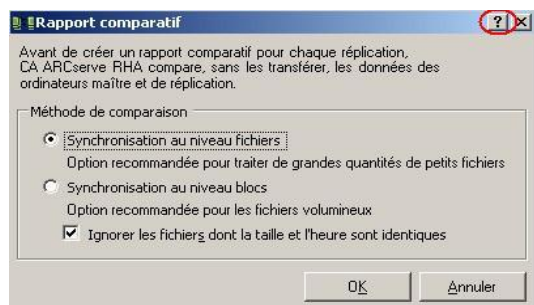 Rapport comparatif
Avant de créer un rapport comparatif pour chaque réplication,
CA ARCserve RHA compare, sans les transférer, les données des
ordinateurs maître et de réplication.
Méthode de comparaison
Synchronisation au niveau fichiers
Option recommandée pour traiter de grandes quantités de petits fichiers
Synchronisation au niveau blocs
Option recommandée pour les fichiers volumineux
Ignorer les fichiers dont la taille et l'heure sont identiques
OK
Annuler